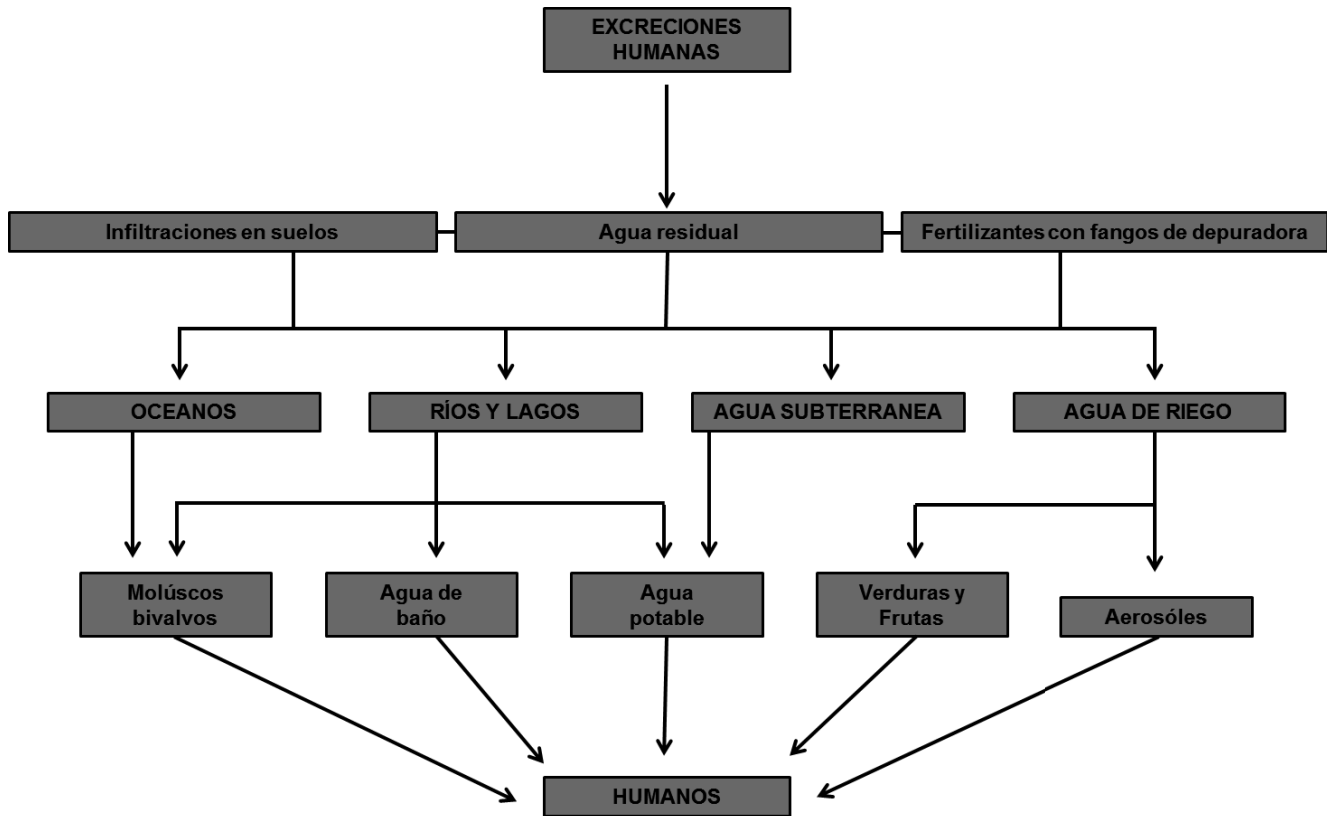 EXCRECIONES
HUMANAS
Infiltraciones en suelos
Agua residual
Fertilizantes con fangos de depuradora
OCEANOS
RÍOS Y LAGOS
AGUA SUBTERRANEA
AGUA DE RIEGO
Molúscos
bivalvos
Agua de
baño
Agua
potable
Verduras y
Frutas
Aerosóles
HUMANOS